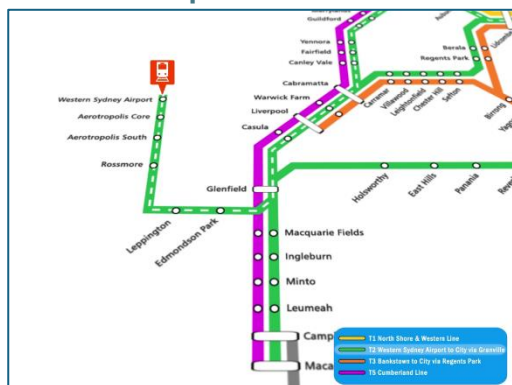 Guildford
Yennora
Fairfield
Canley Vale
Cabramatta
Warwick Farm
Liverpool
Casula
Berala
Regents Park
Carramar
Villawood
Leightonfield
Chester Hill
Sefton
Birrong
Western Sydney Airport
Aerotropolis Core
Aerotropolis South
Rossmore
Leppington
Edmondson Park
Glenfield
Holsworthy
East Hills
Panania
Macquarie Fields
Ingleburn
Minto
Leumeah
Camp
Maca
T1 North Shore & Western Line
T2 Western Sydney Airport to City via Granville
T3 Bankstown to City via Regents Park
T5 Cumberland Line